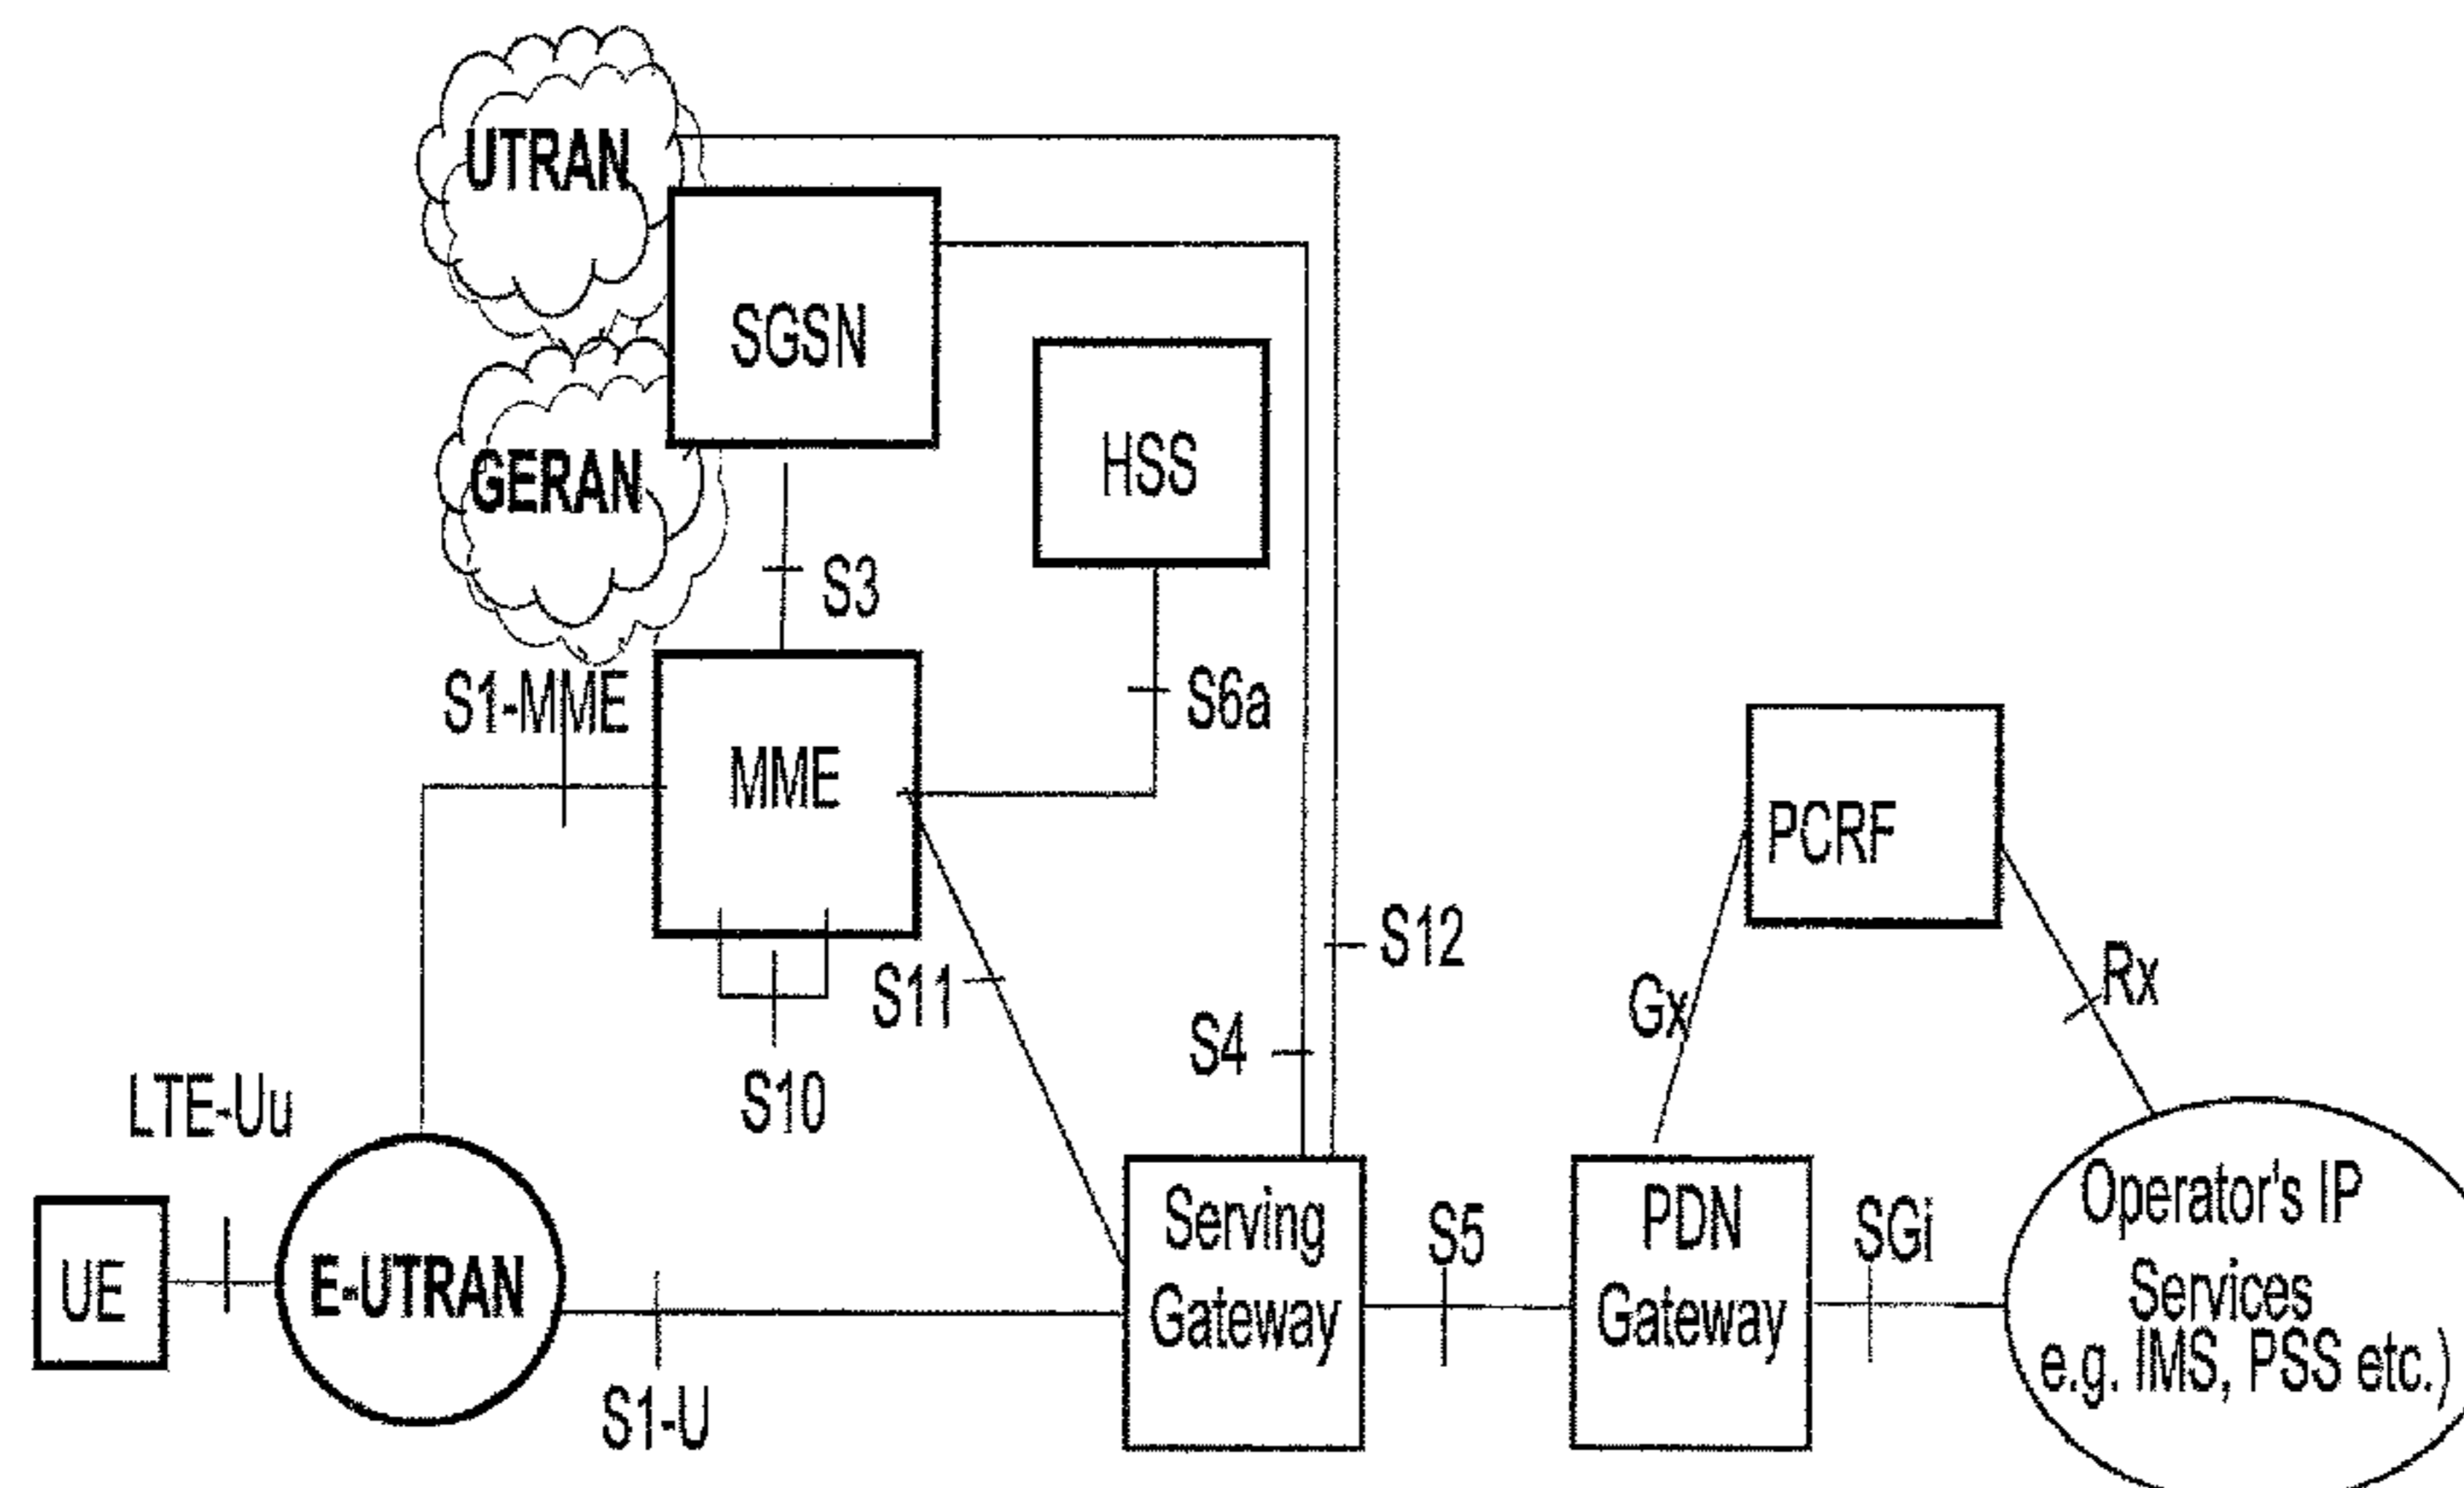 UTRAN
SGSN
HSS
GERAN
S3
S1-MME
S6a
MME
PCRF
S12
S11
Rx
Gx
S4
S10
LTE-Uu
Serving
Gateway
PDN
Gateway
Operator's IP
Services
e.g. IMS, PSS etc.)
S5
SGi
UE
E-UTRAN
S1-U